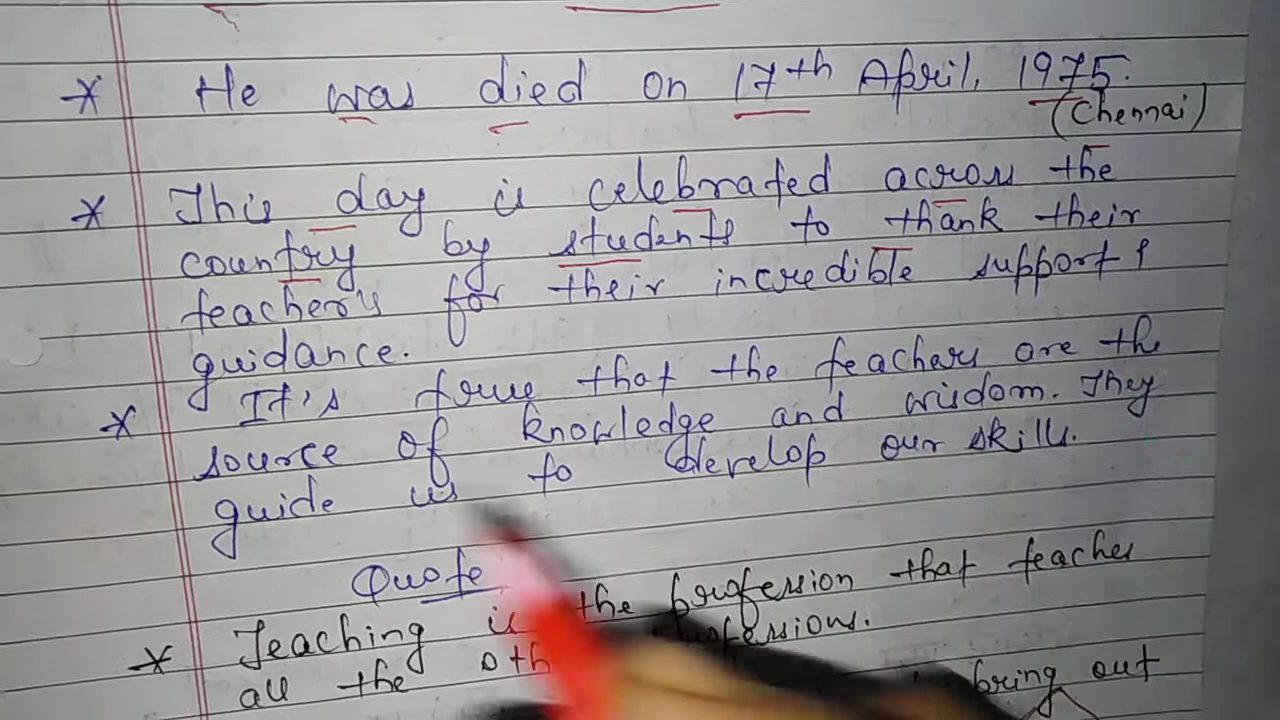 * He was died on 17th April, 1975.
(Chennai)
* This day is celebrated across the
country by students to thank their
teachers for their incredible support &
guidance.
* It's true that the teachers are the
source of knowledge and wisdom. They
guide us to develop our skills.
Quote
* Teaching is the profession that teaches
all the oth professions.
bring out